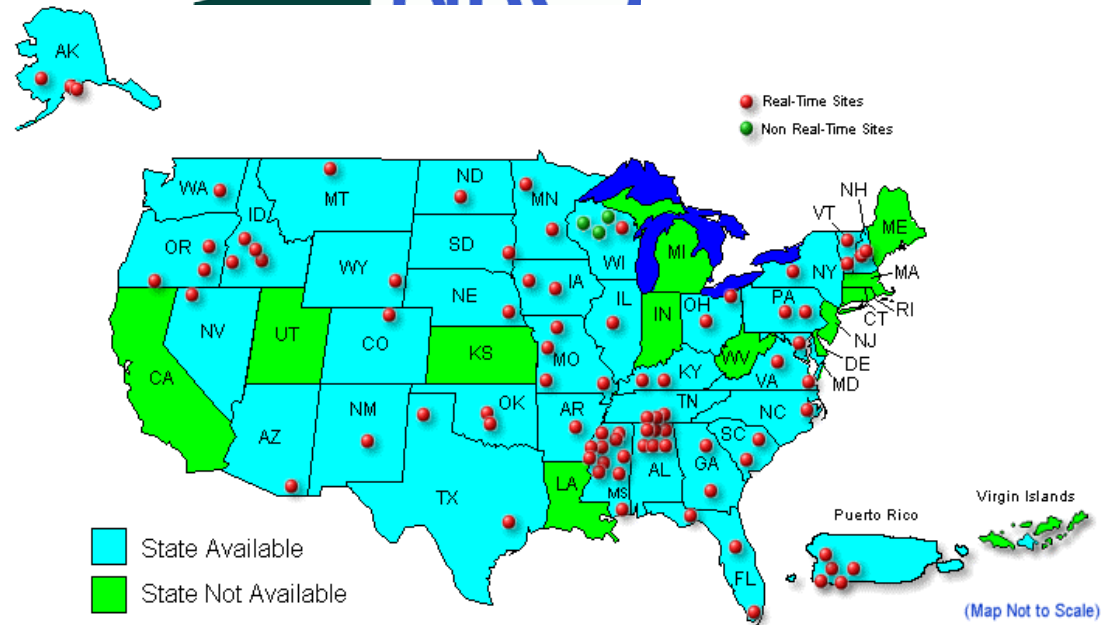 AK
Real-Time Sites
Non Real-Time Sites
NH
VT
WA
MT
ND
MN
ME
ID
OR
SD
WI
MI
NY
MA
WY
IA
NE
IL
IN
OH
PA
RI
CT
NJ
NV
UT
CO
KS
MO
WV
DE
MD
CA
KY
VA
AZ
NM
OK
AR
TN
NC
SC
TX
LA
MS
AL
GA
FL
Virgin Islands
Puerto Rico
State Available
State Not Available
(Map Not to Scale)